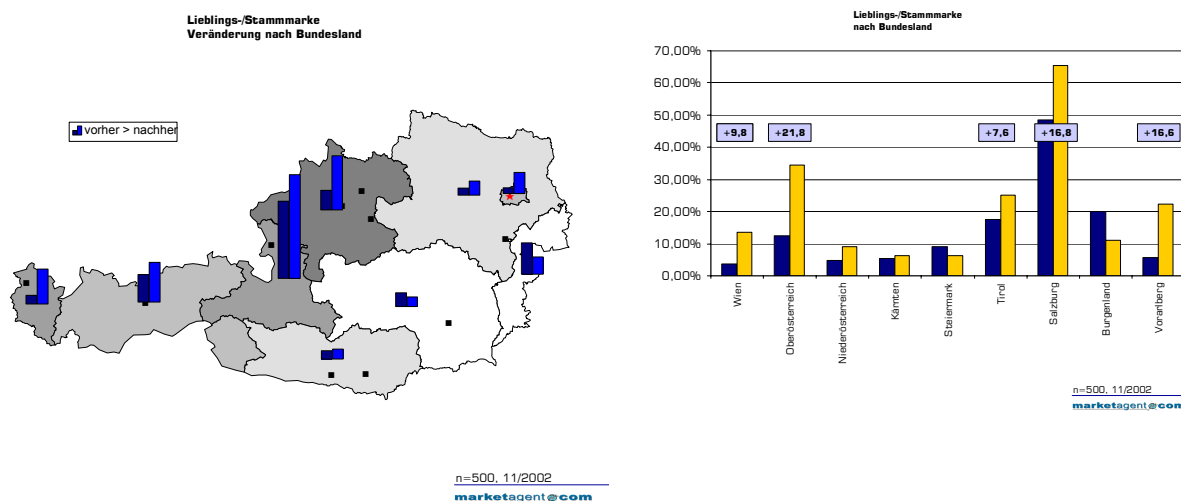 Lieblings-/Stammmarke
Veränderung nach Bundesland
vorher > nachher
n=500, 11/2002
marketagent@com
Lieblings-/Stammmarke
nach Bundesland
70,00%
60,00%
50,00%
40,00%
30,00%
20,00%
10,00%
0,00%
+9,8
+21,8
+7,6
+16,8
+16,6
Wien
Oberösterreich
Niederösterreich
Kärnten
Steiermark
Tirol
Salzburg
Burgenland
Vorarlberg
n=500, 11/2002
marketagent@com